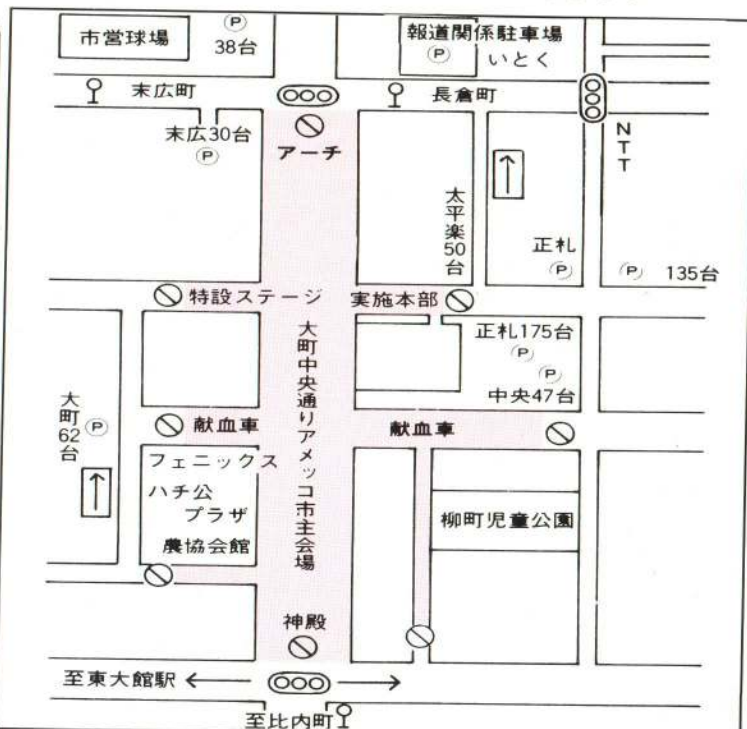 市営球場
Ⓟ
38台
報道関係駐車場
Ⓟ いとく
末広町
長倉町
末広30台
Ⓟ
アーチ
NTT
太平楽50台
正札
Ⓟ
Ⓟ 135台
特設ステージ
実施本部
大町中央通りアメッコ市主会場
正札175台
Ⓟ
Ⓟ
中央47台
大町62台
Ⓟ
献血車
献血車
フェニックス
ハチ公
プラザ
農協会館
柳町児童公園
神殿
至東大館駅
至比内町